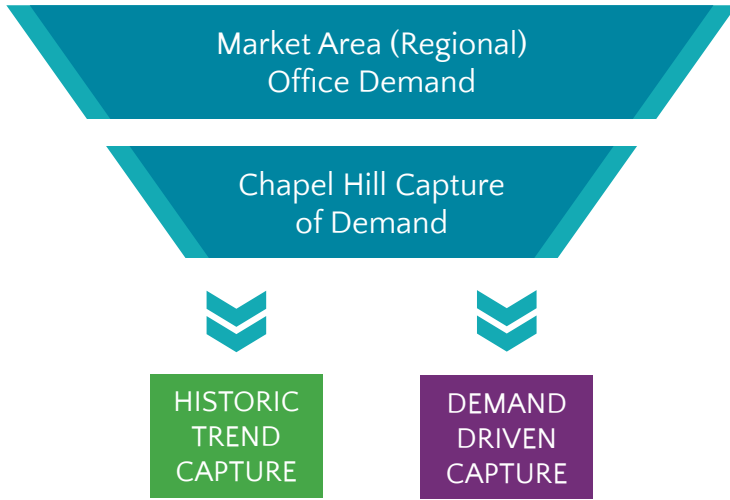 Market Area (Regional)
Office Demand
Chapel Hill Capture
of Demand
HISTORIC
TREND
CAPTURE
DEMAND
DRIVEN
CAPTURE